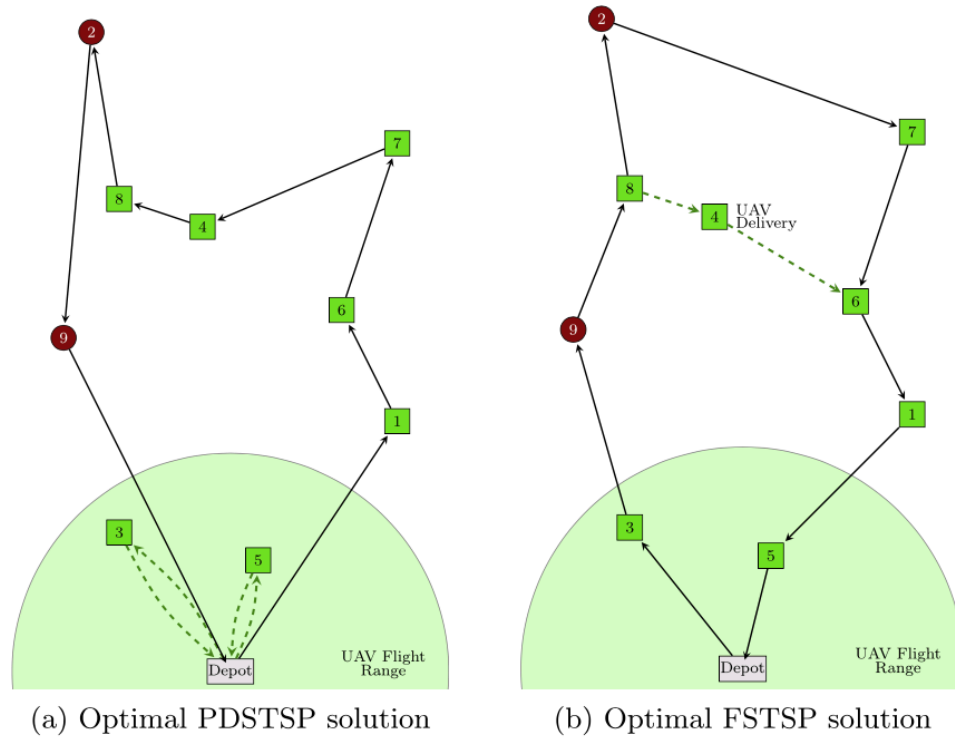 2
7
8
4
6
9
1
3
5
UAV Flight
Range
Depot
(a) Optimal PDSTSP solution
2
7
8
4
UAV
Delivery
6
9
1
3
5
UAV Flight
Range
Depot
(b) Optimal FSTSP solution